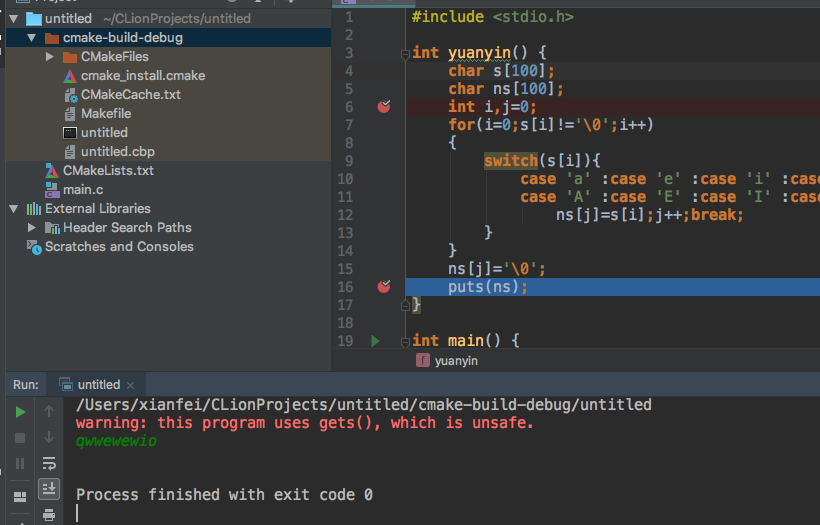 untitled ~/CLionProjects/untitled
cmake-build-debug
CMakeFiles
cmake_install.cmake
CMakeCache.txt
Makefile
untitled
untitled.cbp
CMakeLists.txt
main.c
External Libraries
Header Search Paths
Scratches and Consoles
1 #include <stdio.h>
2
3 int yuanyin() {
4 char s[100];
5 char ns[100];
6 int i,j=0;
7 for(i=0;s[i]!='\0';i++)
8 {
9 switch(s[i]){
10 case 'a' :case 'e' :case 'i' :case
11 case 'A' :case 'E' :case 'I' :case
12 ns[j]=s[i];j++;break;
13 }
14 }
15 ns[j]='\0';
16 puts(ns);
17 }
18
19 int main() {
f yuanyin
Run: untitled
/Users/xianfei/CLionProjects/untitled/cmake-build-debug/untitled
warning: this program uses gets(), which is unsafe.
qwwewewio
Process finished with exit code 0